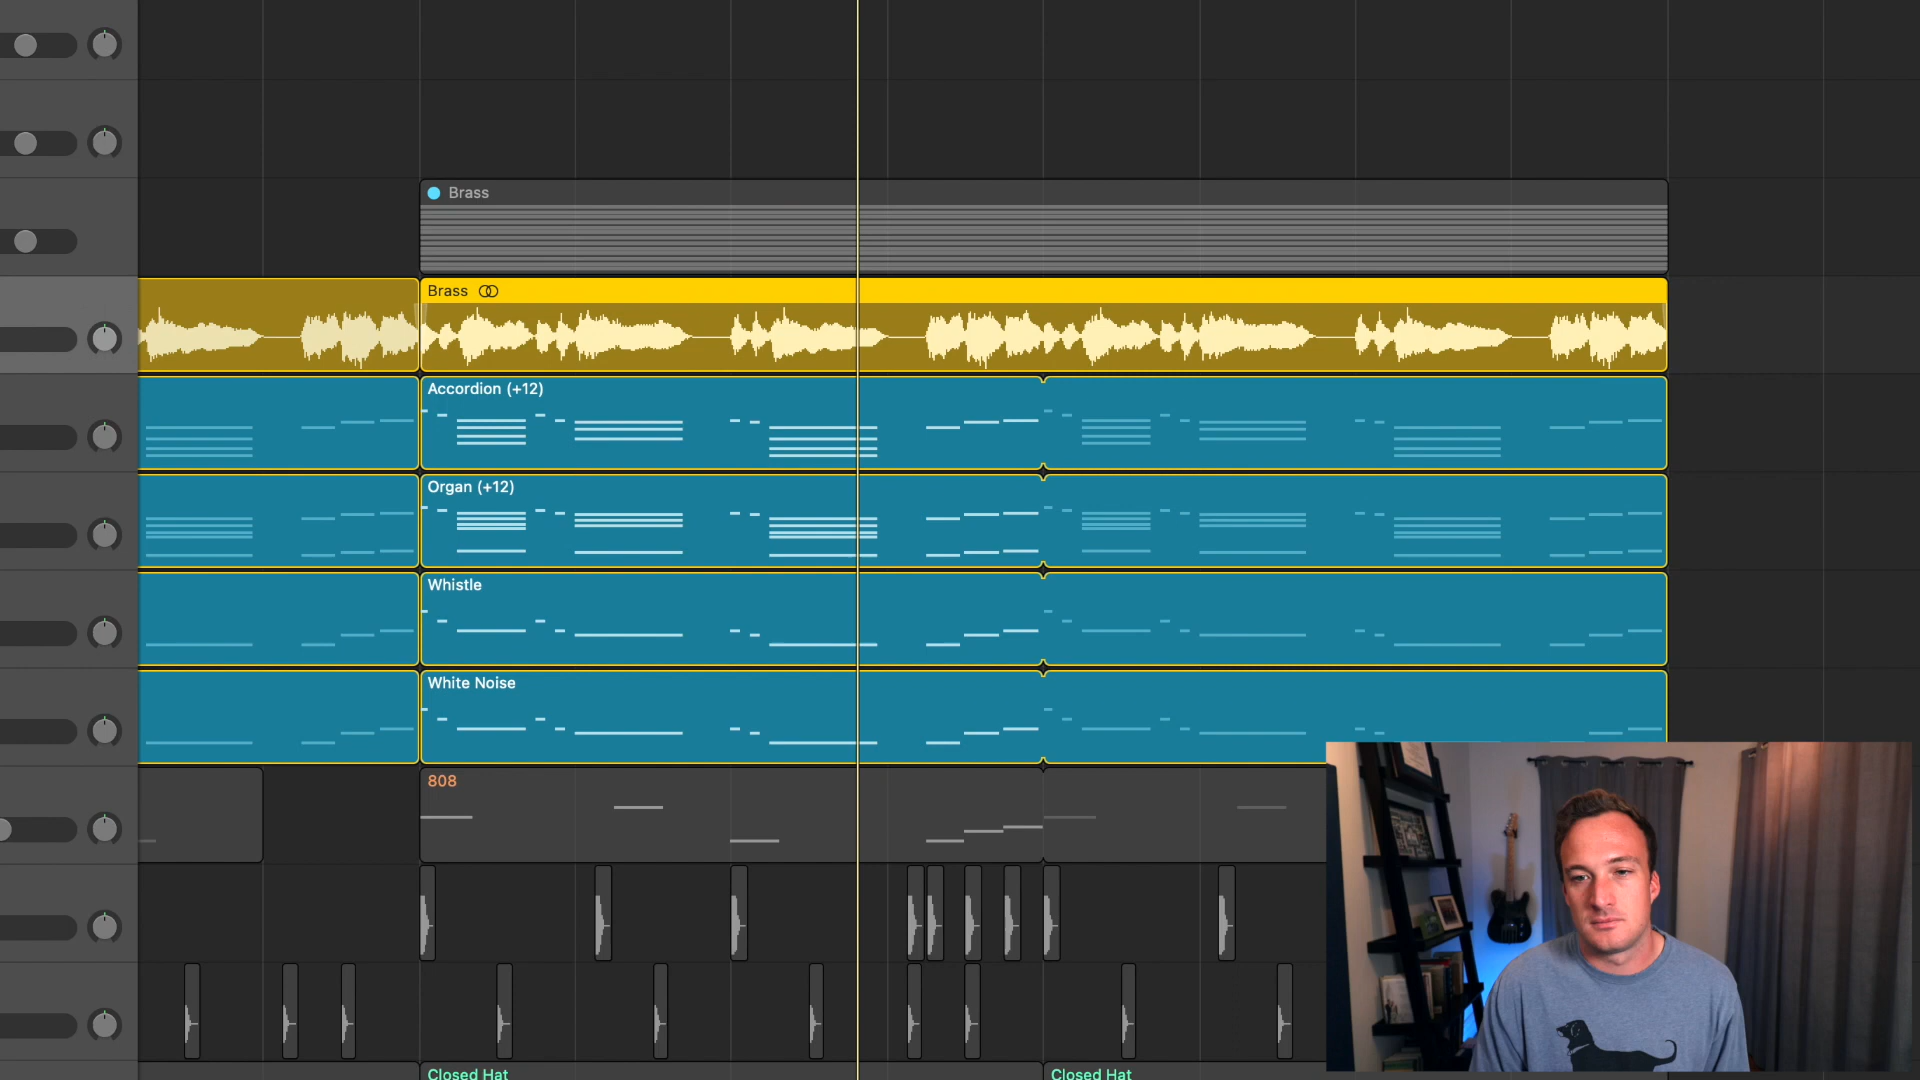 Brass
Brass
Accordion (+12)
Organ (+12)
Whistle
White Noise
808
Closed Hat
Closed Hat